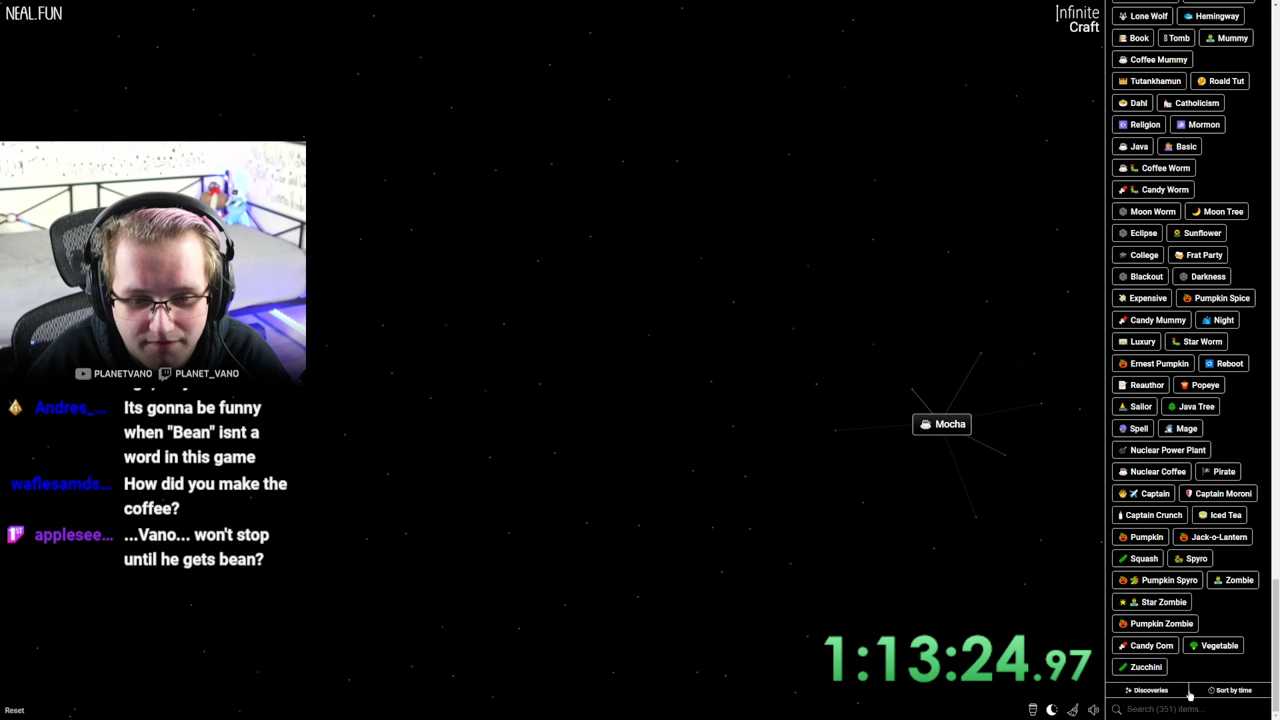 NEAL.FUN
Infinite
Craft
Lone Wolf Hemingway
Book Tomb Mummy
Coffee Mummy
Tutankhamun Roald Tut
Dahl Catholicism
Religion Mormon
Java Basic
Coffee Worm
Candy Worm
Moon Worm Moon Tree
Eclipse Sunflower
College Frat Party
Blackout Darkness
Expensive Pumpkin Spice
Candy Mummy Night
Luxury Star Worm
Ernest Pumpkin Reboot
Reauthor Popeye
Sailor Java Tree
Spell Mage
Nuclear Power Plant
Nuclear Coffee Pirate
Captain Captain Moroni
Captain Crunch Iced Tea
Pumpkin Jack-o-Lantern
Squash Spyro
Pumpkin Spyro Zombie
Star Zombie
Pumpkin Zombie
Candy Corn Vegetable
Zucchini
Discoveries Sort by time
Search (351) items...
Mocha
PLANETVANO PLANET_VANO
Andres_... Its gonna be funny
when "Bean" isnt a
word in this game
waflesamds... How did you make the
coffee?
1ST applesee... ...Vano... won't stop
until he gets bean?
1:13:24.97
Reset